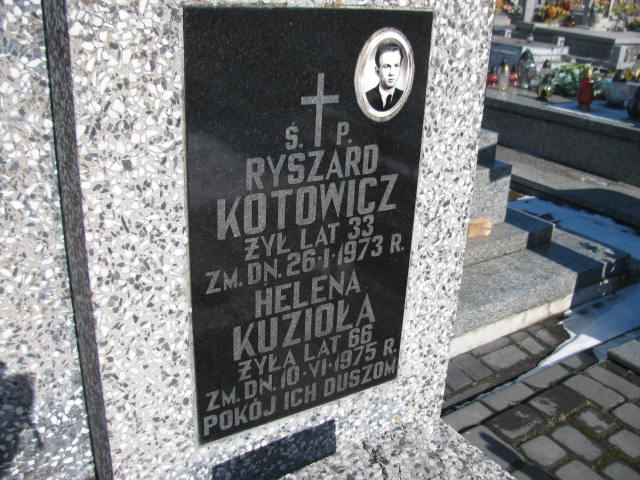 Ś. P.
RYSZARD
KOTOWICZ
ŻYŁ LAT 33
ZM. DN. 26·I·1973 R.
HELENA
KUZIOŁA
ŻYŁA LAT 66
ZM. DN. 10·VI·1975 R.
POKÓJ ICH DUSZOM